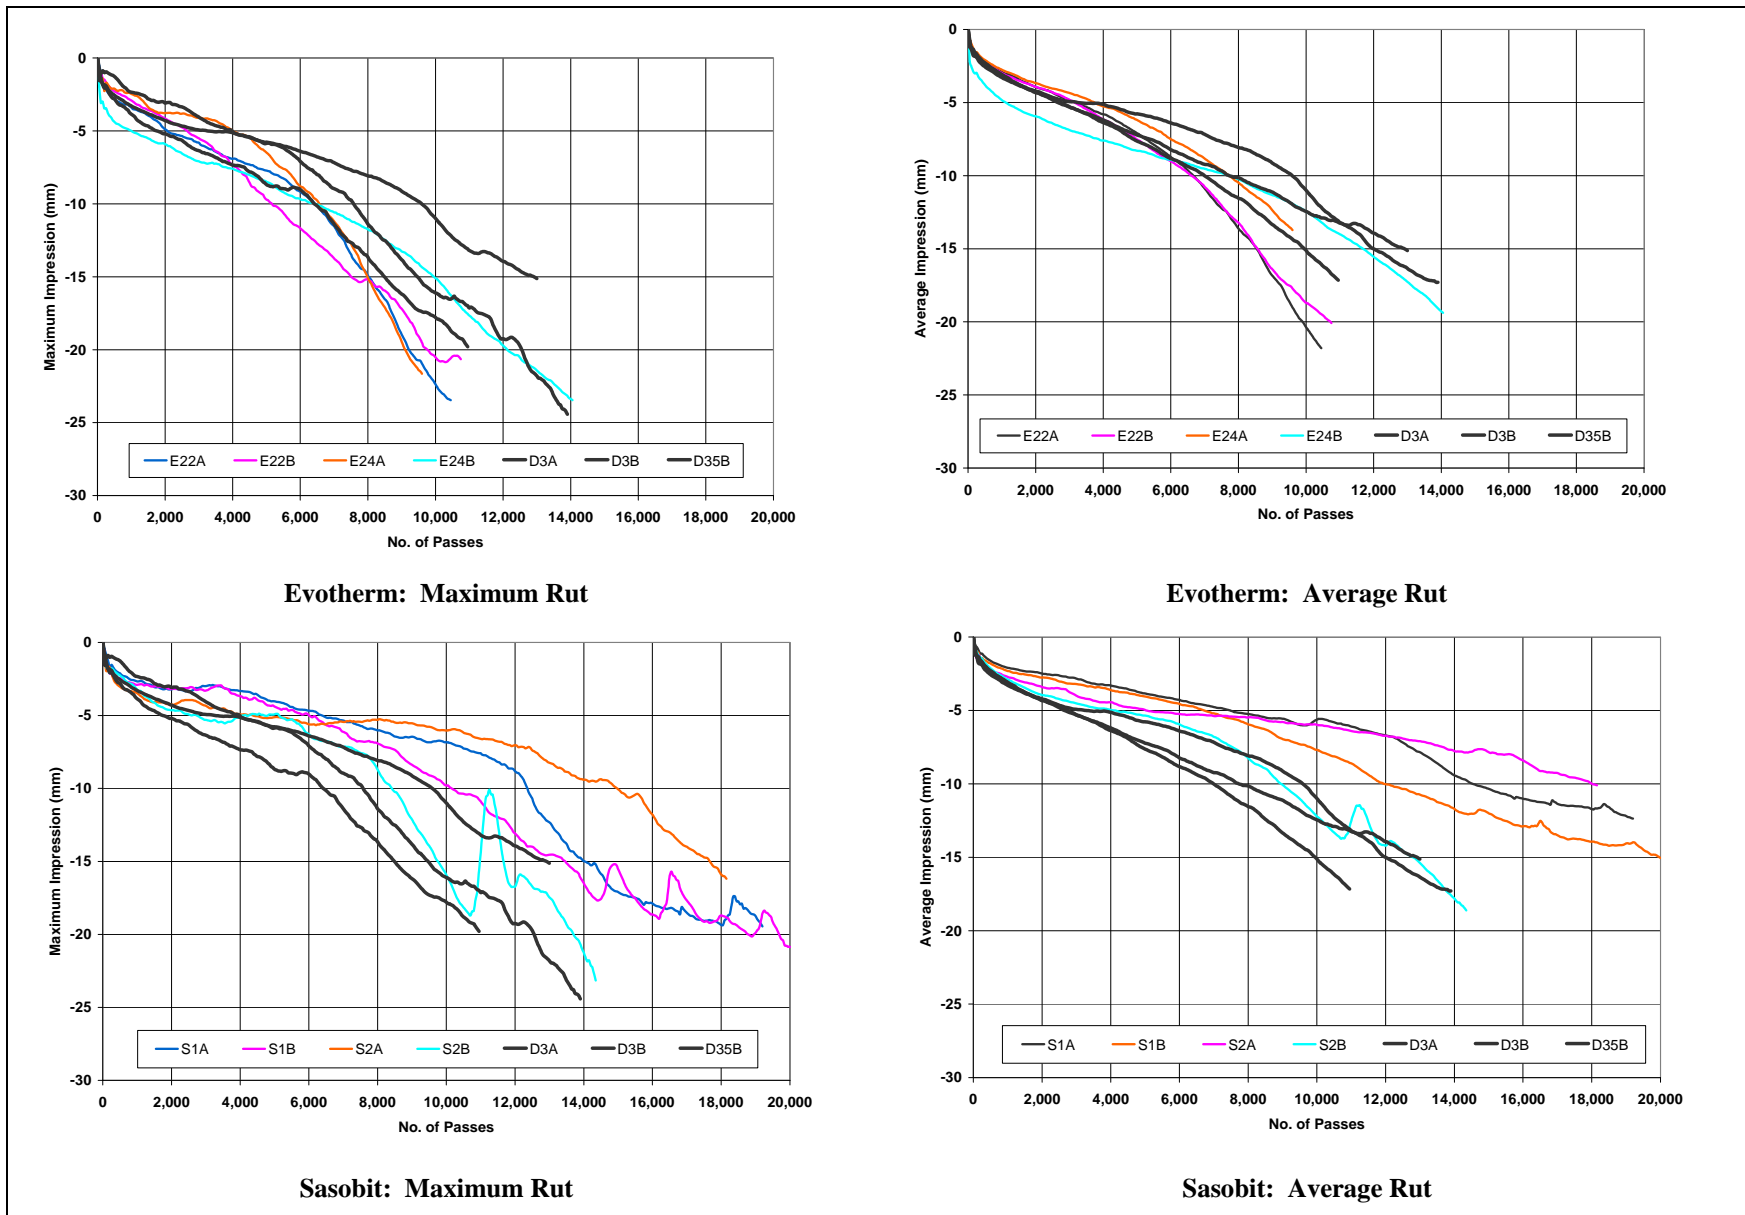 0
-5
-10
-15
-20
-25
-30
Maximum Impression (mm)
E22A E22B E24A E24B D3A D3B D35B
0 2,000 4,000 6,000 8,000 10,000 12,000 14,000 16,000 18,000 20,000
No. of Passes
Evotherm: Maximum Rut
0
-5
-10
-15
-20
-25
-30
Average Impression (mm)
E22A E22B E24A E24B D3A D3B D35B
0 2,000 4,000 6,000 8,000 10,000 12,000 14,000 16,000 18,000 20,000
No. of Passes
Evotherm: Average Rut
0
-5
-10
-15
-20
-25
-30
Maximum Impression (mm)
S1A S1B S2A S2B D3A D3B D35B
0 2,000 4,000 6,000 8,000 10,000 12,000 14,000 16,000 18,000 20,000
No. of Passes
Sasobit: Maximum Rut
0
-5
-10
-15
-20
-25
-30
Average Impression (mm)
S1A S1B S2A S2B D3A D3B D35B
0 2,000 4,000 6,000 8,000 10,000 12,000 14,000 16,000 18,000 20,000
No. of Passes
Sasobit: Average Rut